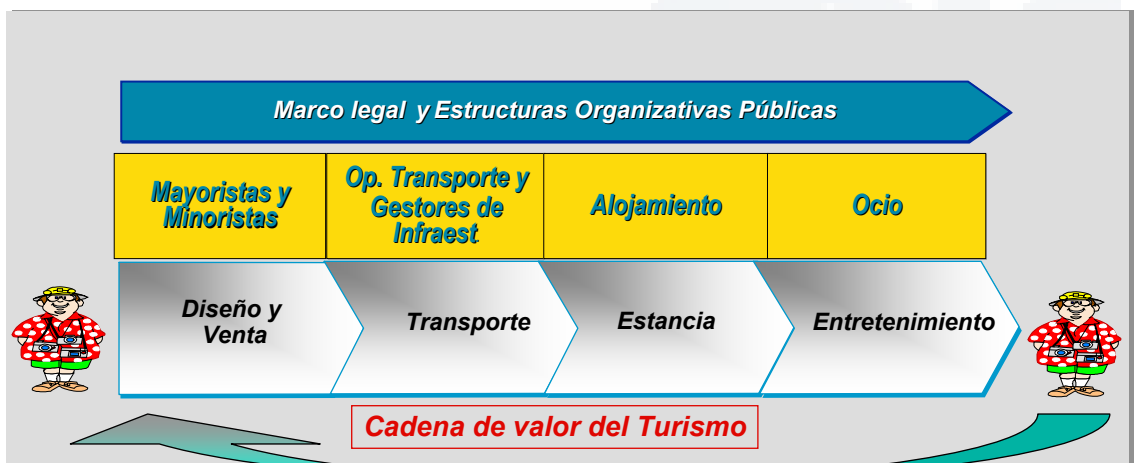 Marco legal y Estructuras Organizativas Públicas
Mayoristas y
Minoristas
Op. Transporte y
Gestores de
Infraest.
Alojamiento
Ocio
Diseño y
Venta
Transporte
Estancia
Entretenimiento
Cadena de valor del Turismo